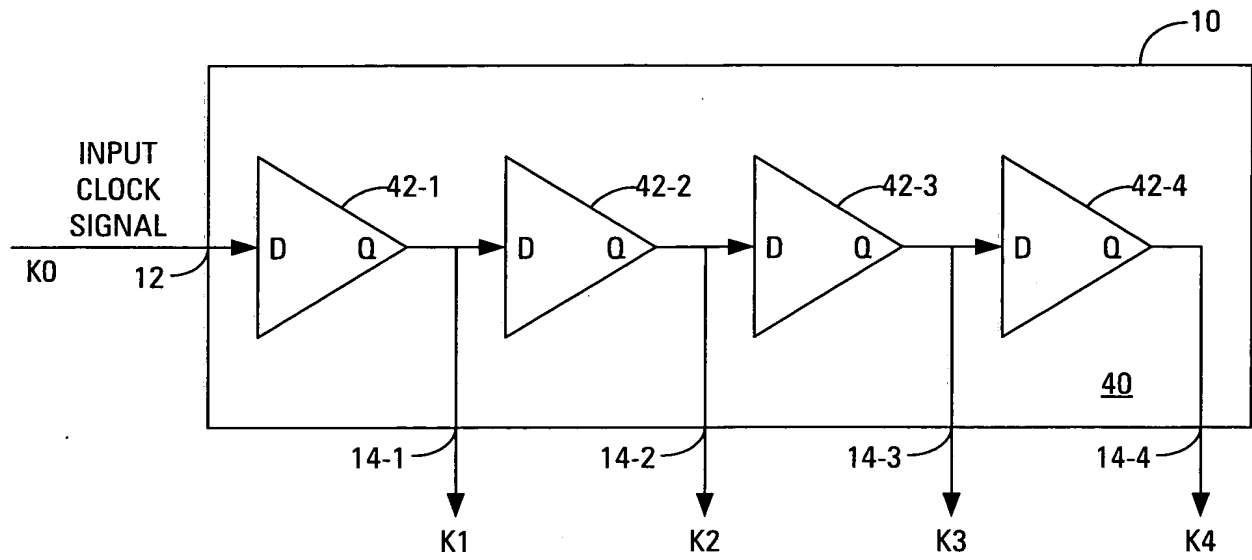 10
INPUT
CLOCK
SIGNAL
42-1
42-2
42-3
42-4
D Q
D Q
D Q
D Q
K0
12
40
14-1
14-2
14-3
14-4
K1
K2
K3
K4